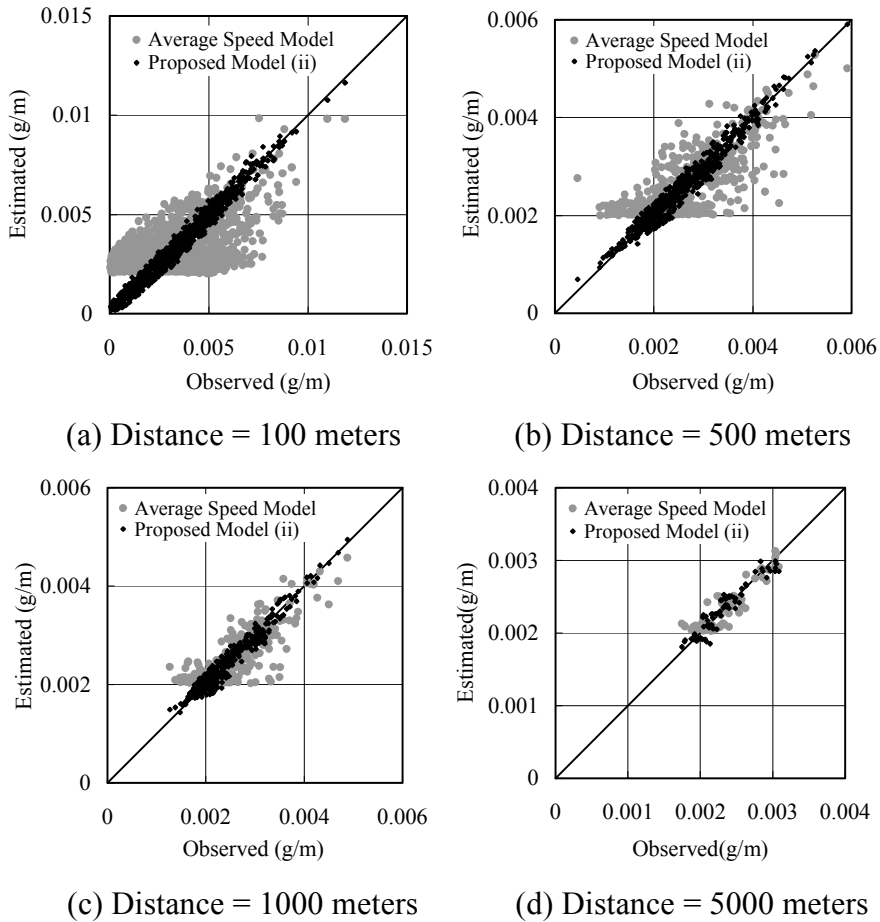 0.015
Average Speed Model
Proposed Model (ii)
0.01
0.005
0
Estimated (g/m)
0 0.005 0.01 0.015
Observed (g/m)
(a) Distance = 100 meters
0.006
Average Speed Model
Proposed Model (ii)
0.004
0.002
0
Estimated (g/m)
0 0.002 0.004 0.006
Observed (g/m)
(b) Distance = 500 meters
0.006
Average Speed Model
Proposed Model (ii)
0.004
0.002
0
Estimated (g/m)
0 0.002 0.004 0.006
Observed (g/m)
(c) Distance = 1000 meters
0.004
Average Speed Model
Proposed Model (ii)
0.003
0.002
0.001
0
Estimated(g/m)
0 0.001 0.002 0.003 0.004
Observed(g/m)
(d) Distance = 5000 meters